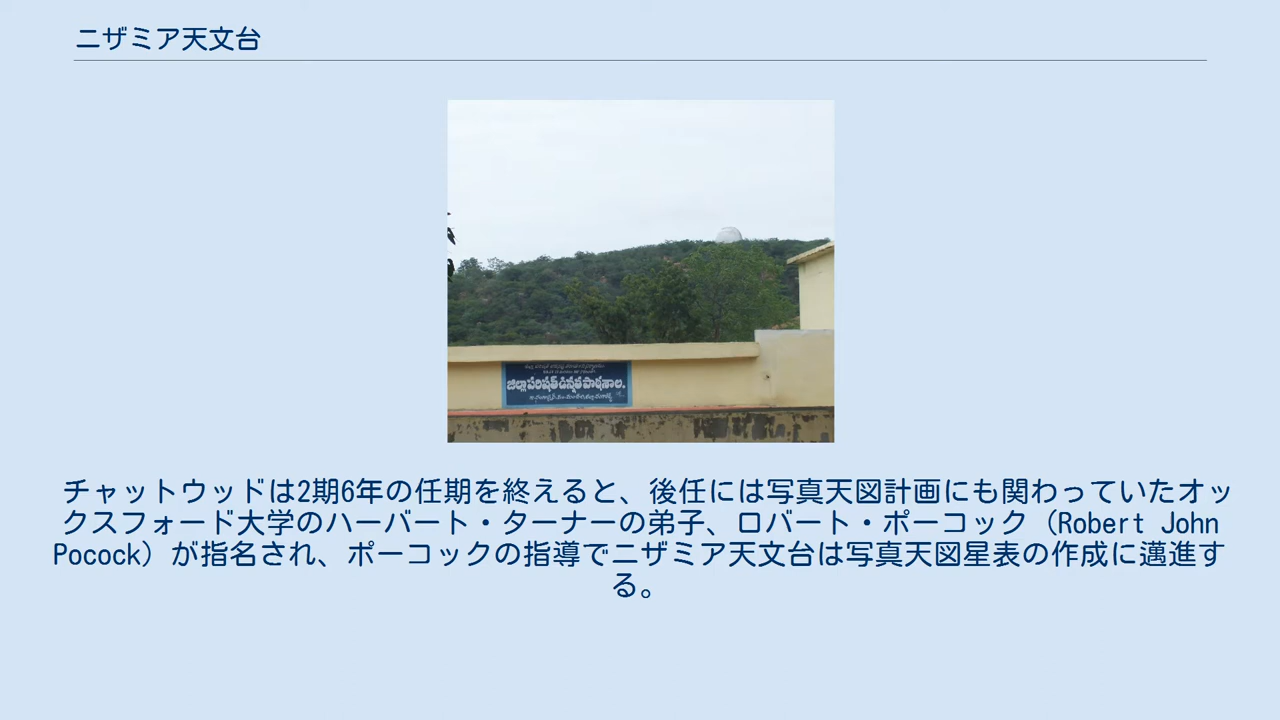 ニザミア天文台
జిల్లా పరిషత్ ఉన్నత పాఠశాల.
チャットウッドは2期6年の任期を終えると、後任には写真天図計画にも関わっていたオッ
クスフォード大学のハーバート・ターナーの弟子、ロバート・ポーコック（Robert John
Pocock）が指名され、ポーコックの指導でニザミア天文台は写真天図星表の作成に邁進す
る。